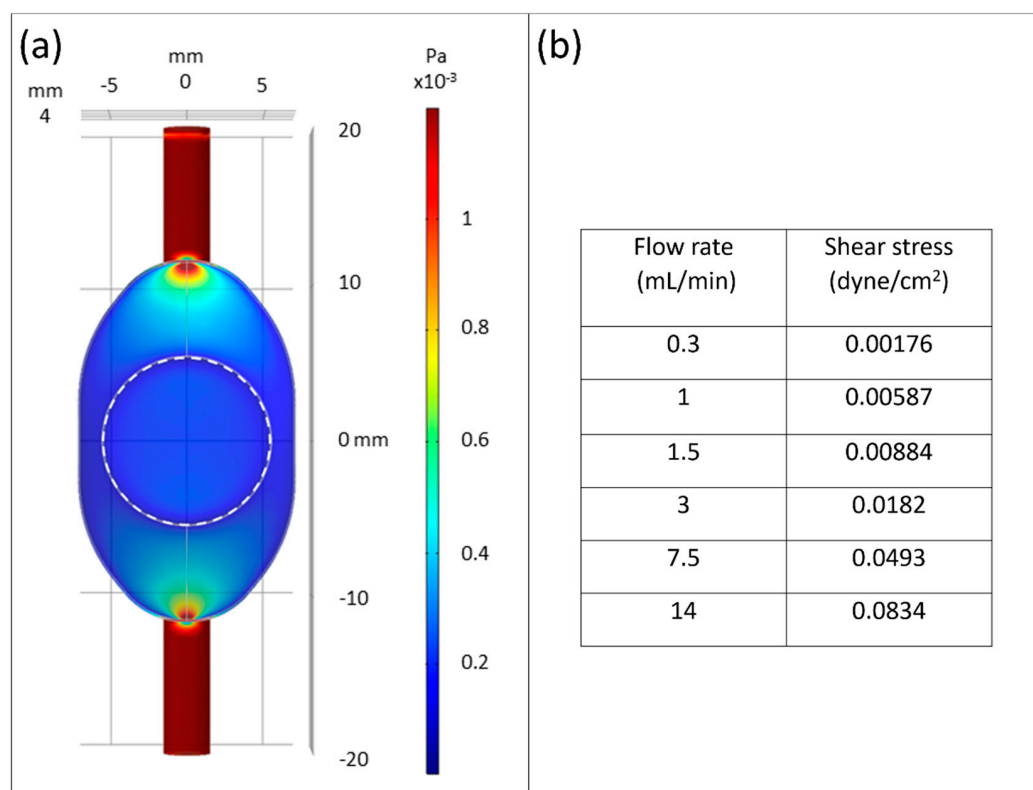 (a)
mm
-5 0 5
mm
4
Pa
x10⁻³
20
10
0 mm
-10
-20
1
0.8
0.6
0.4
0.2
(b)
Flow rate (mL/min) Shear stress (dyne/cm²)
0.3 0.00176
1 0.00587
1.5 0.00884
3 0.0182
7.5 0.0493
14 0.0834